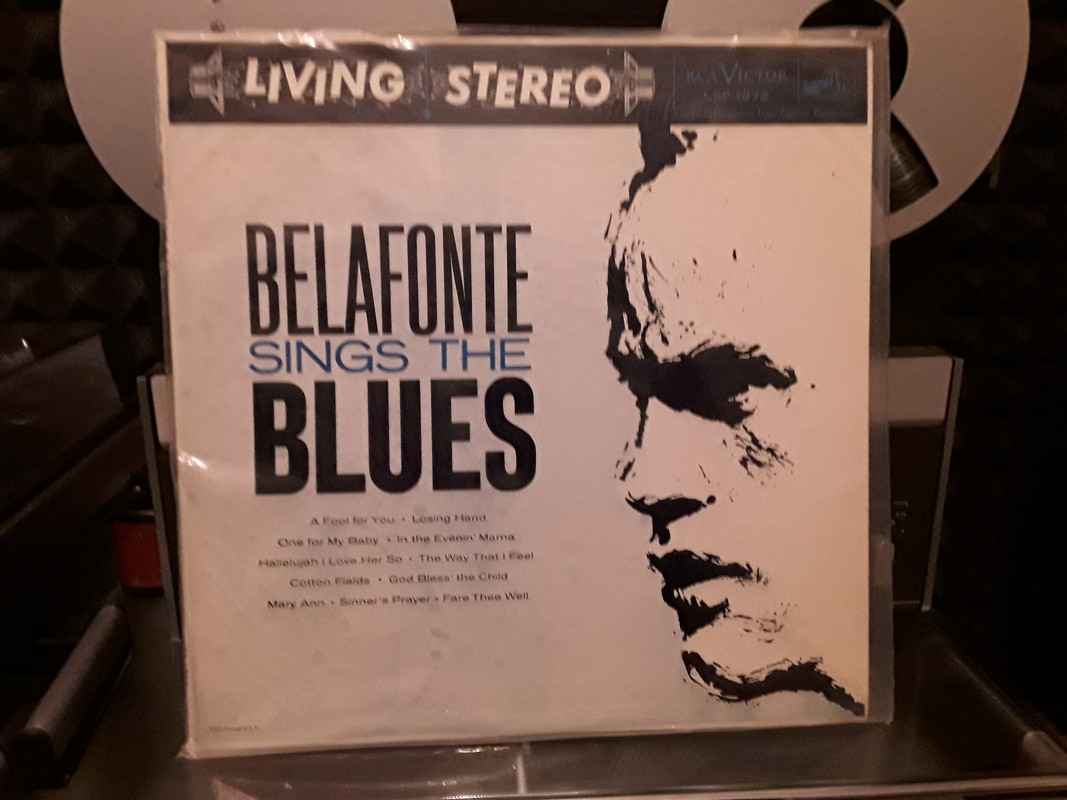 LIVING STEREO
RCA VICTOR
LSP-1972
BELAFONTE
SINGS THE
BLUES
A Fool for You • Losing Hand
One for My Baby • In the Evenin' Mama
Hallelujah I Love Her So • The Way That I Feel
Cotton Fields • God Bless' the Child
Mary Ann • Sinner's Prayer • Fare Thee Well